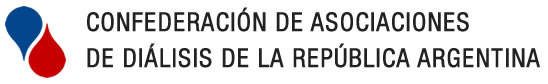 CONFEDERACIÓN DE ASOCIACIONES
DE DIÁLISIS DE LA REPÚBLICA ARGENTINA